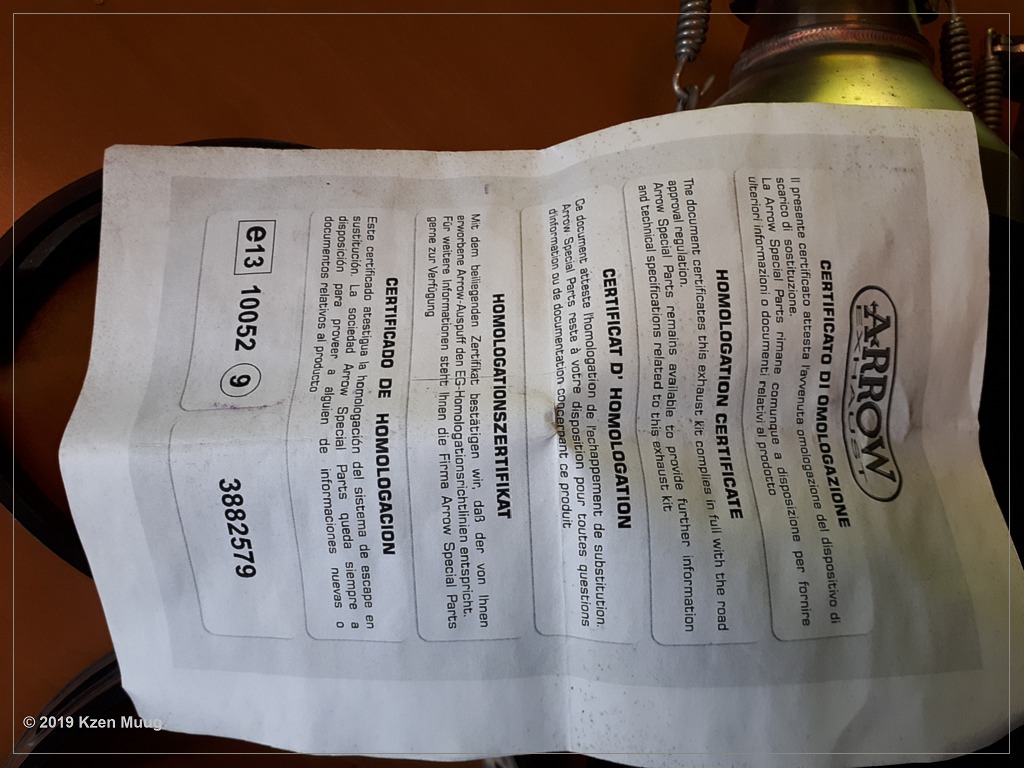 ARROW
EXHAUST
CERTIFICATO DI OMOLOGAZIONE
Il presente certificato attesta l'avvenuta omologazione del dispositivo di
scarico di sostituzione.
La Arrow Special Parts rimane comunque a disposizione per fornire
ulteriori informazioni o documenti relativi al prodotto
HOMOLOGATION CERTIFICATE
The document certificates this exhaust kit complies in full with the road
approval regulation.
Arrow Special Parts remains available to provide further information
and technical specifications related to this exhaust kit
CERTIFICAT D' HOMOLOGATION
Ce document atteste l'homologation de l'echappement de substitution.
Arrow Special Parts reste à votre disposition pour toutes questions
d'information ou de documentation concernant ce produit
HOMOLOGATIONSZERTIFIKAT
Mit dem beiliegenden Zertifikat bestätigen wir, daß der von Ihnen
erworbene Arrow-Auspuff den EG-Homologationsrichtlinien entspricht.
Für weitere Informationen steht Ihnen die Firma Arrow Special Parts
gerne zur Verfügung
CERTIFICADO DE HOMOLOGACION
Este certificado atestigua la homologación del sistema de escape en
sustitución. La sociedad Arrow Special Parts queda siempre a
disposición para proveer a alguien de informaciones nuevas o
documentos relativos al producto
e13 10052 9
3882579
© 2019 Kzen Muug